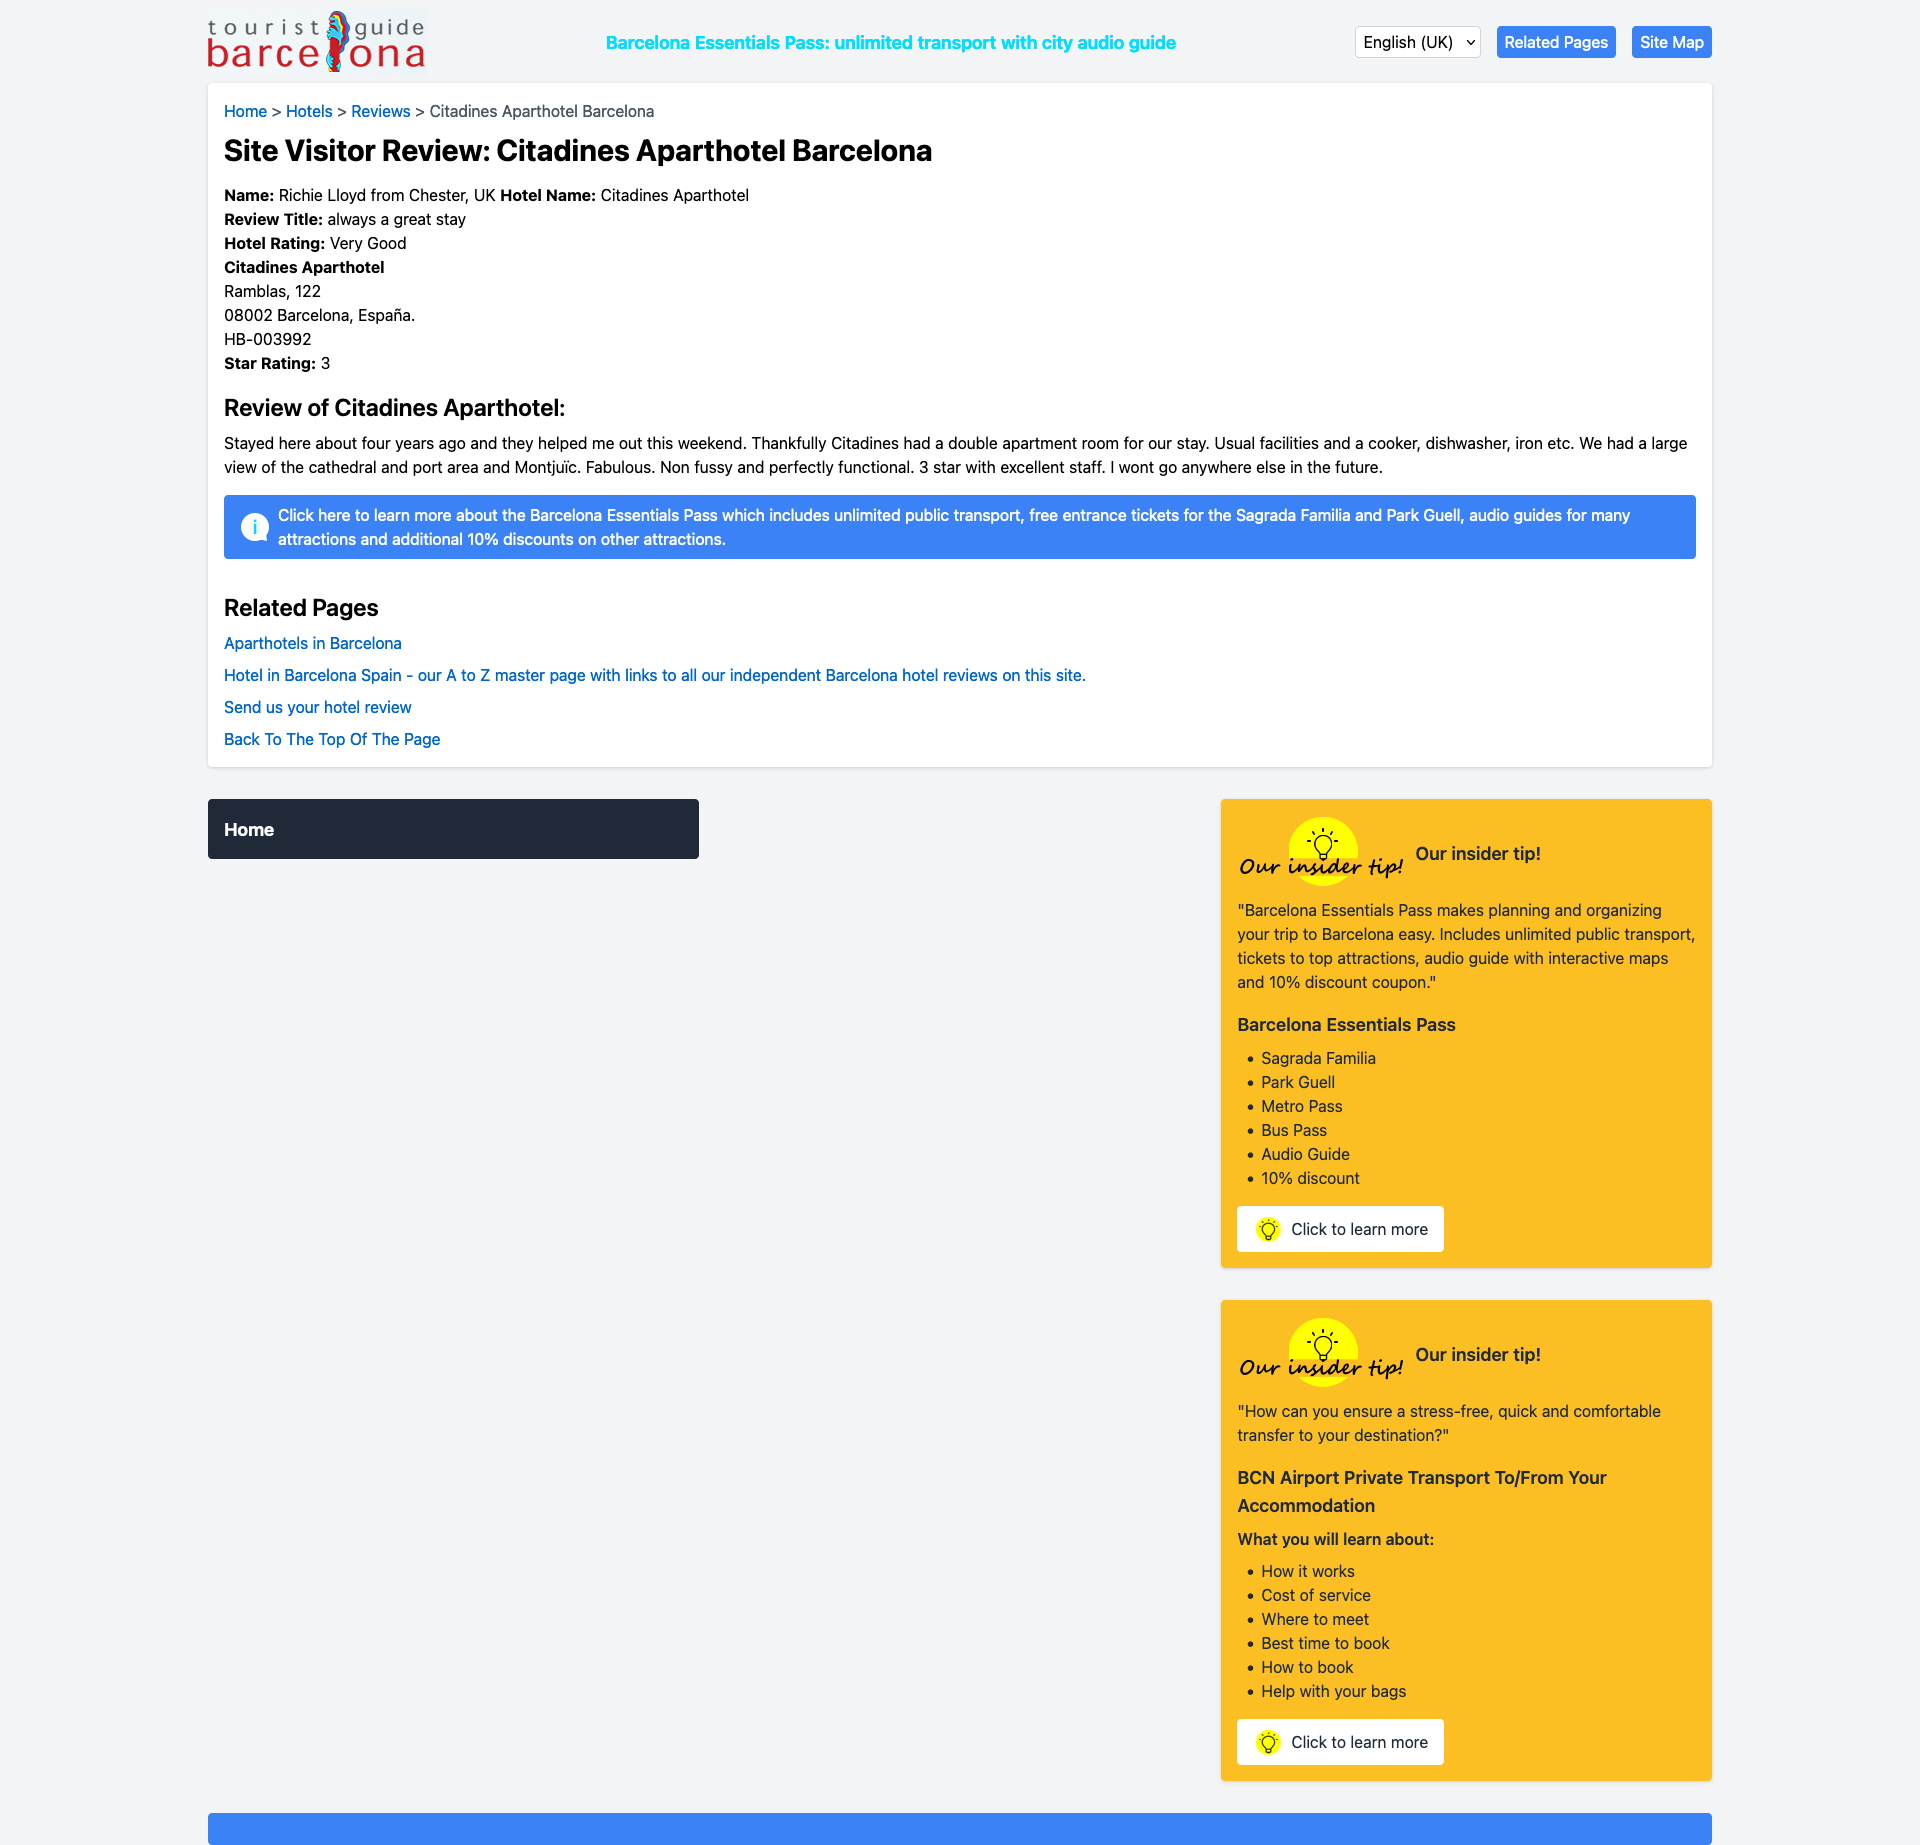 tourist guide
barcelona
Barcelona Essentials Pass: unlimited transport with city audio guide
English (UK)
Related Pages
Site Map
Home > Hotels > Reviews > Citadines Aparthotel Barcelona
Site Visitor Review: Citadines Aparthotel Barcelona
Name: Richie Lloyd from Chester, UK Hotel Name: Citadines Aparthotel
Review Title: always a great stay
Hotel Rating: Very Good
Citadines Aparthotel
Ramblas, 122
08002 Barcelona, España.
HB-003992
Star Rating: 3
Review of Citadines Aparthotel:
Stayed here about four years ago and they helped me out this weekend. Thankfully Citadines had a double apartment room for our stay. Usual facilities and a cooker, dishwasher, iron etc. We had a large
view of the cathedral and port area and Montjuïc. Fabulous. Non fussy and perfectly functional. 3 star with excellent staff. I wont go anywhere else in the future.
Click here to learn more about the Barcelona Essentials Pass which includes unlimited public transport, free entrance tickets for the Sagrada Familia and Park Guell, audio guides for many
attractions and additional 10% discounts on other attractions.
Related Pages
Aparthotels in Barcelona
Hotel in Barcelona Spain - our A to Z master page with links to all our independent Barcelona hotel reviews on this site.
Send us your hotel review
Back To The Top Of The Page
Home
Our insider tip! Our insider tip!
"Barcelona Essentials Pass makes planning and organizing
your trip to Barcelona easy. Includes unlimited public transport,
tickets to top attractions, audio guide with interactive maps
and 10% discount coupon."
Barcelona Essentials Pass
• Sagrada Familia
• Park Guell
• Metro Pass
• Bus Pass
• Audio Guide
• 10% discount
Click to learn more
Our insider tip! Our insider tip!
"How can you ensure a stress-free, quick and comfortable
transfer to your destination?"
BCN Airport Private Transport To/From Your
Accommodation
What you will learn about:
• How it works
• Cost of service
• Where to meet
• Best time to book
• How to book
• Help with your bags
Click to learn more